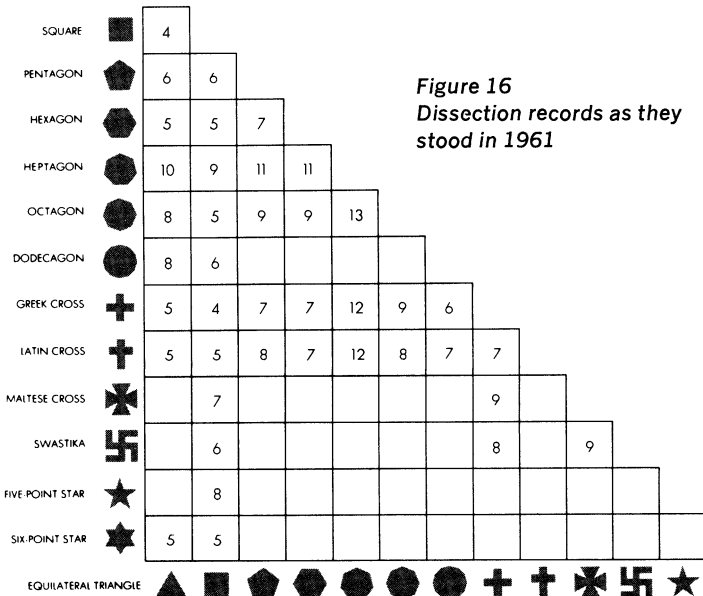 SQUARE 4
PENTAGON 6 6
Figure 16
Dissection records as they
stood in 1961
HEXAGON 5 5 7
HEPTAGON 10 9 11 11
OCTAGON 8 5 9 9 13
DODECAGON 8 6
GREEK CROSS 5 4 7 7 12 9 6
LATIN CROSS 5 5 8 7 12 8 7 7
MALTESE CROSS 7 9
SWASTIKA 6 8 9
FIVE-POINT STAR 8
SIX-POINT STAR 5 5
EQUILATERAL TRIANGLE